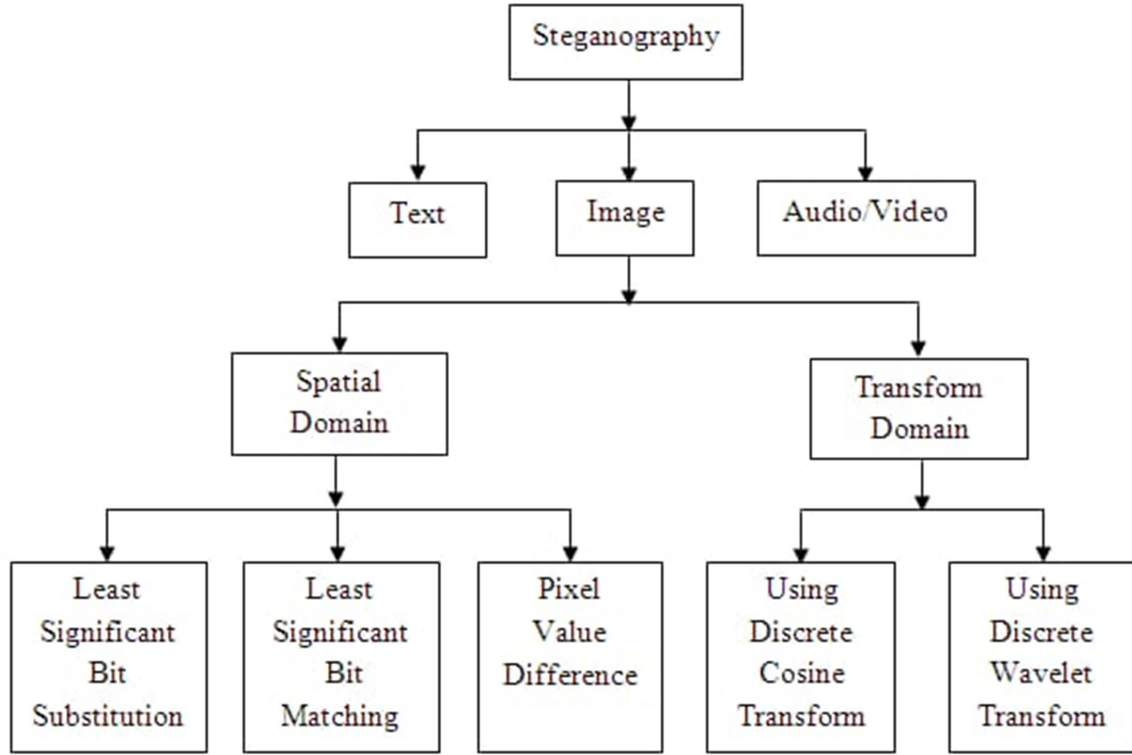 Steganography
Text
Image
Audio/Video
Spatial
Domain
Transform
Domain
Least
Significant
Bit
Substitution
Least
Significant
Bit
Matching
Pixel
Value
Difference
Using
Discrete
Cosine
Transform
Using
Discrete
Wavelet
Transform